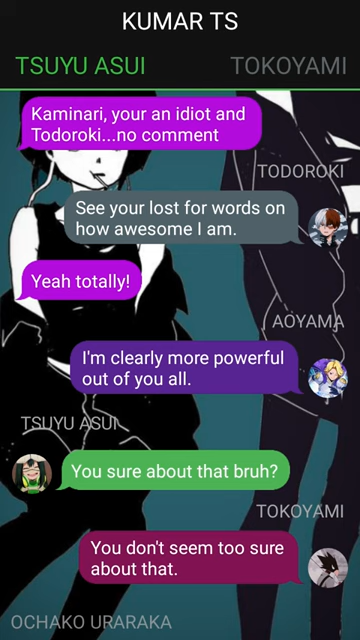 KUMAR TS
TSUYU ASUI
TOKOYAMI
Kaminari, your an idiot and
Todoroki...no comment
TODOROKI
See your lost for words on
how awesome I am.
Yeah totally!
AOYAMA
I'm clearly more powerful
out of you all.
TSUYU ASUI
You sure about that bruh?
TOKOYAMI
You don't seem too sure
about that.
OCHAKO URARAKA